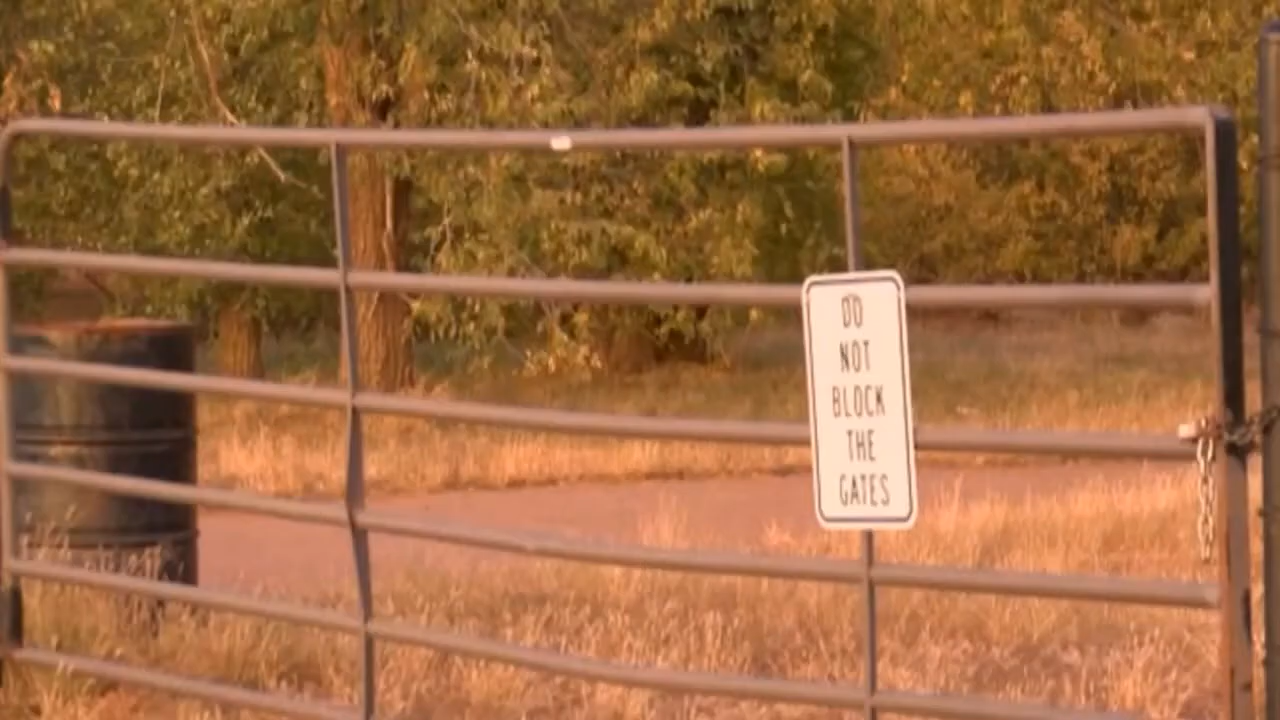 DO
NOT
BLOCK
THE
GATES